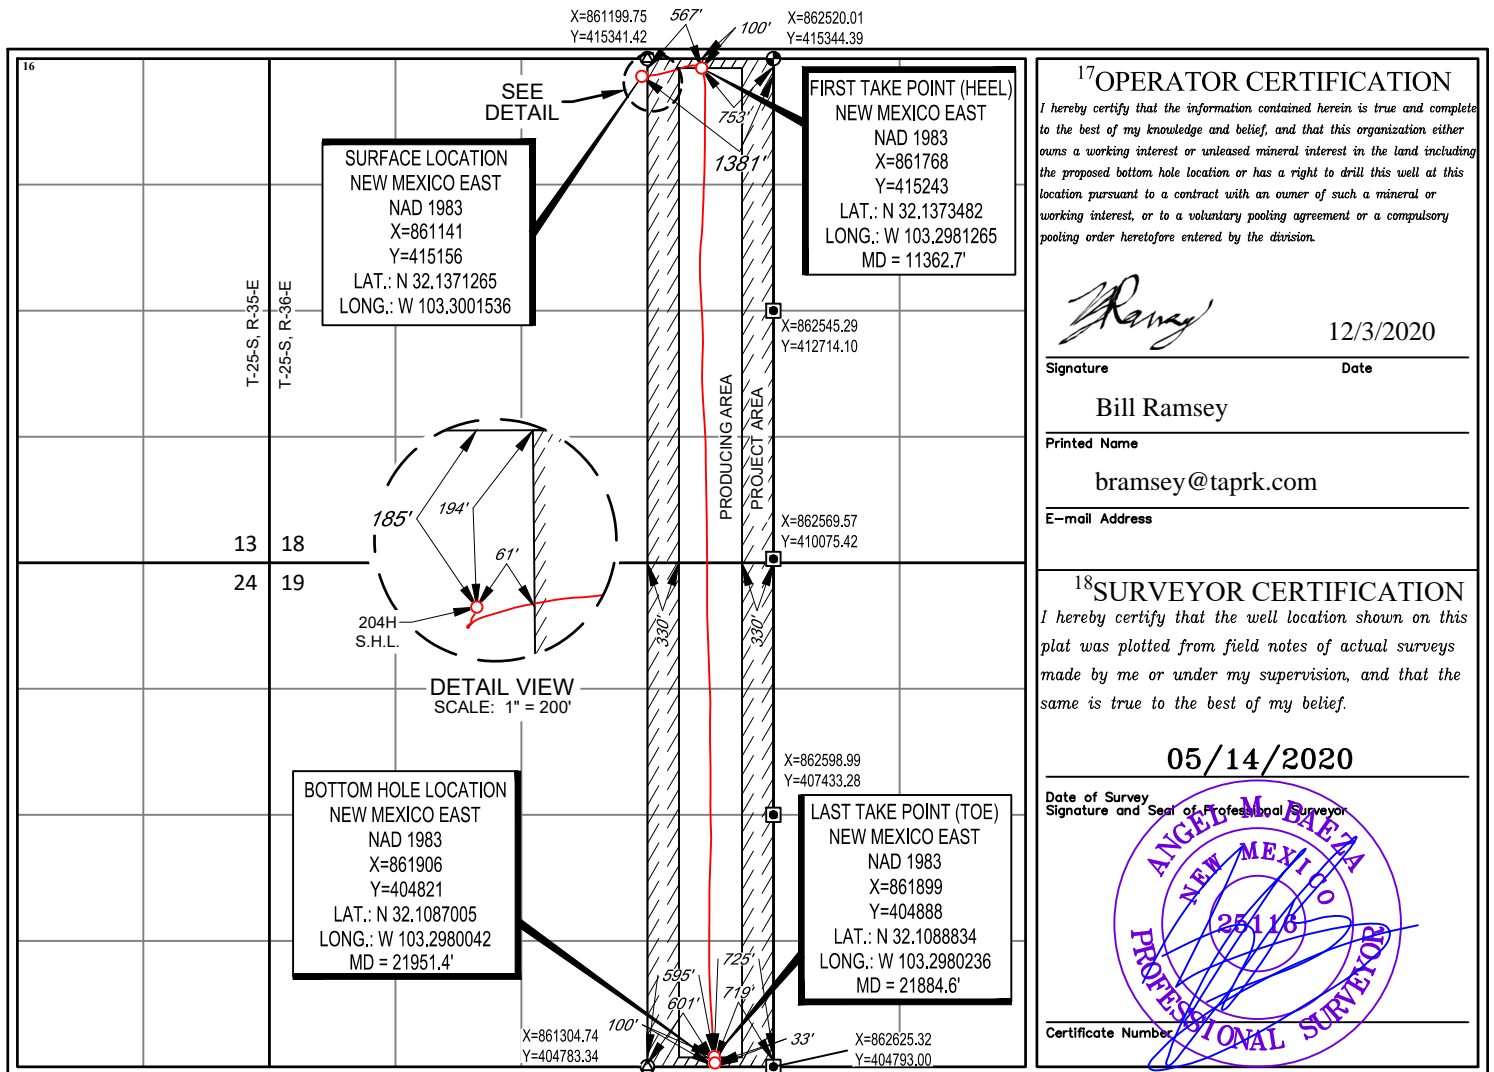 X=861199.75
Y=415341.42
567'
100'
X=862520.01
Y=415344.39
16
SEE
DETAIL
753'
1381'
SURFACE LOCATION
NEW MEXICO EAST
NAD 1983
X=861141
Y=415156
LAT.: N 32.1371265
LONG.: W 103.3001536
FIRST TAKE POINT (HEEL)
NEW MEXICO EAST
NAD 1983
X=861768
Y=415243
LAT.: N 32.1373482
LONG.: W 103.2981265
MD = 11362.7'
T-25-S, R-35-E
T-25-S, R-36-E
X=862545.29
Y=412714.10
PRODUCING AREA
PROJECT AREA
185'
194'
61'
204H
S.H.L.
DETAIL VIEW
SCALE: 1" = 200'
13 18
24 19
X=862569.57
Y=410075.42
330'
330'
X=862598.99
Y=407433.28
BOTTOM HOLE LOCATION
NEW MEXICO EAST
NAD 1983
X=861906
Y=404821
LAT.: N 32.1087005
LONG.: W 103.2980042
MD = 21951.4'
LAST TAKE POINT (TOE)
NEW MEXICO EAST
NAD 1983
X=861899
Y=404888
LAT.: N 32.1088834
LONG.: W 103.2980236
MD = 21884.6'
595'
725'
601'
719'
100'
33'
X=861304.74
Y=404783.34
X=862625.32
Y=404793.00
17OPERATOR CERTIFICATION
I hereby certify that the information contained herein is true and complete
to the best of my knowledge and belief, and that this organization either
owns a working interest or unleased mineral interest in the land including
the proposed bottom hole location or has a right to drill this well at this
location pursuant to a contract with an owner of such a mineral or
working interest, or to a voluntary pooling agreement or a compulsory
pooling order heretofore entered by the division.
12/3/2020
Signature Date
Bill Ramsey
Printed Name
bramsey@taprk.com
E-mail Address
18SURVEYOR CERTIFICATION
I hereby certify that the well location shown on this
plat was plotted from field notes of actual surveys
made by me or under my supervision, and that the
same is true to the best of my belief.
05/14/2020
Date of Survey
Signature and Seal of Professional Surveyor
ANGEL M. BAEZA
NEW MEXICO
25116
PROFESSIONAL SURVEYOR
Certificate Number